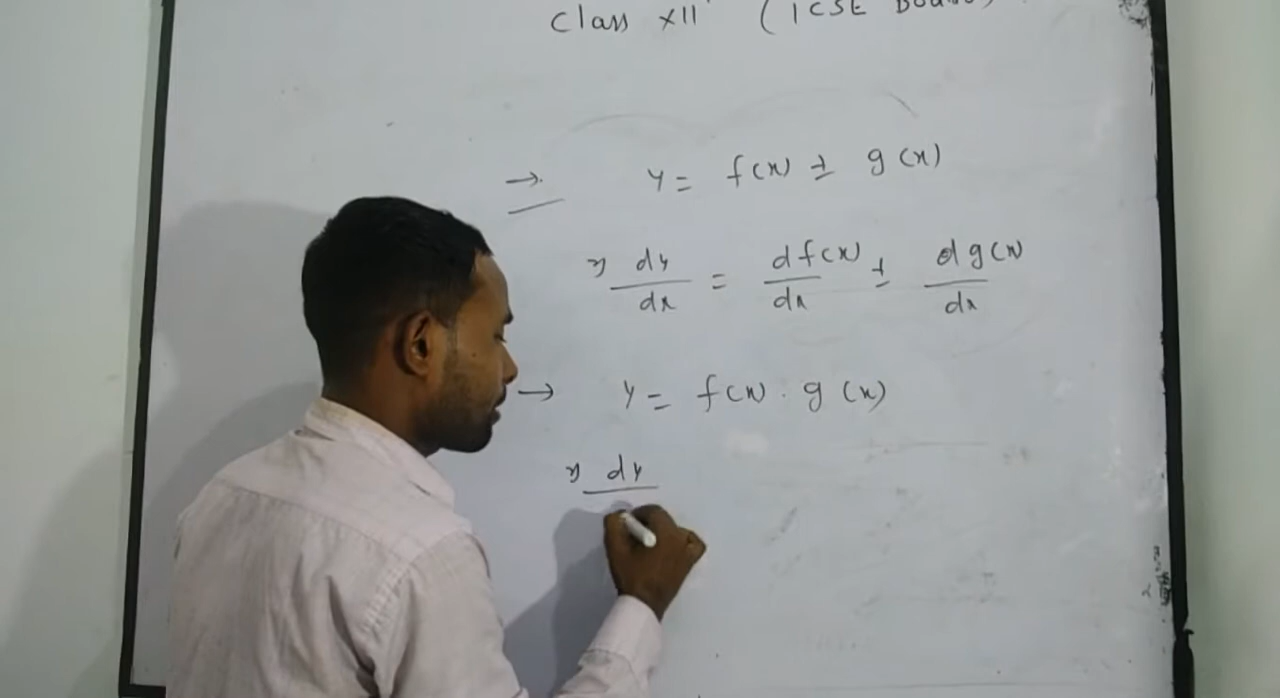 Class XII (ICSE Board)
→ y = f(x) ± g(x)
⇒ dy/dx = df(x)/dx ± dg(x)/dx
→ y = f(x) . g(x)
⇒ dy